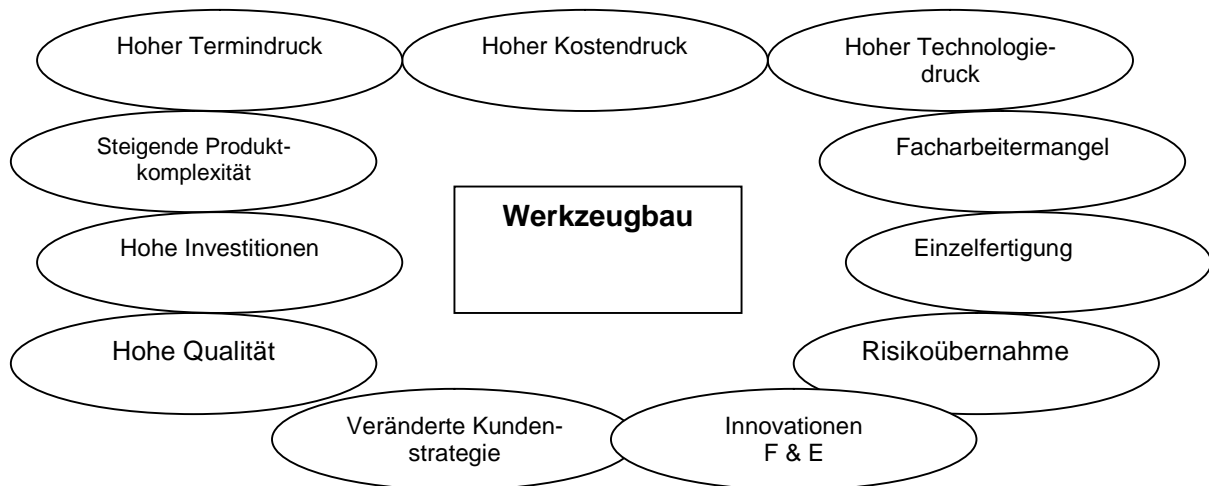 Hoher Termindruck
Hoher Kostendruck
Hoher Technologie-
druck
Steigende Produkt-
komplexität
Facharbeitermangel
Werkzeugbau
Hohe Investitionen
Einzelfertigung
Hohe Qualität
Risikoübernahme
Veränderte Kunden-
strategie
Innovationen
F & E